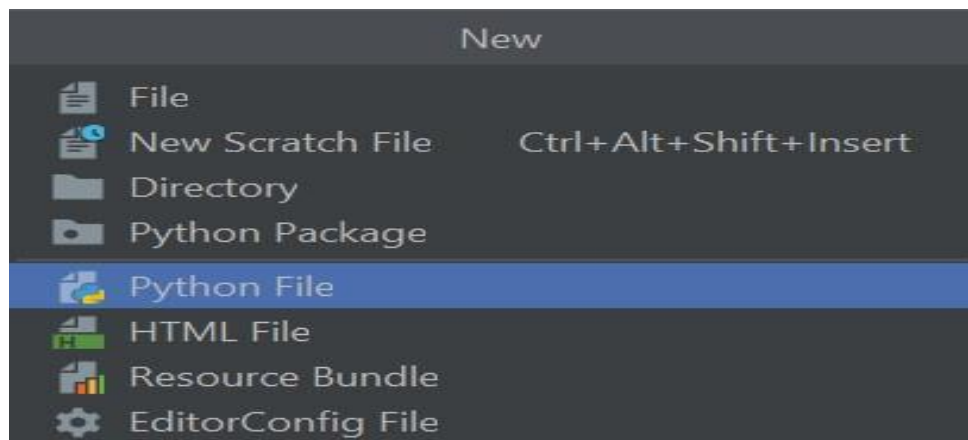 New
File
New Scratch File Ctrl+Alt+Shift+Insert
Directory
Python Package
Python File
H
HTML File
Resource Bundle
EditorConfig File